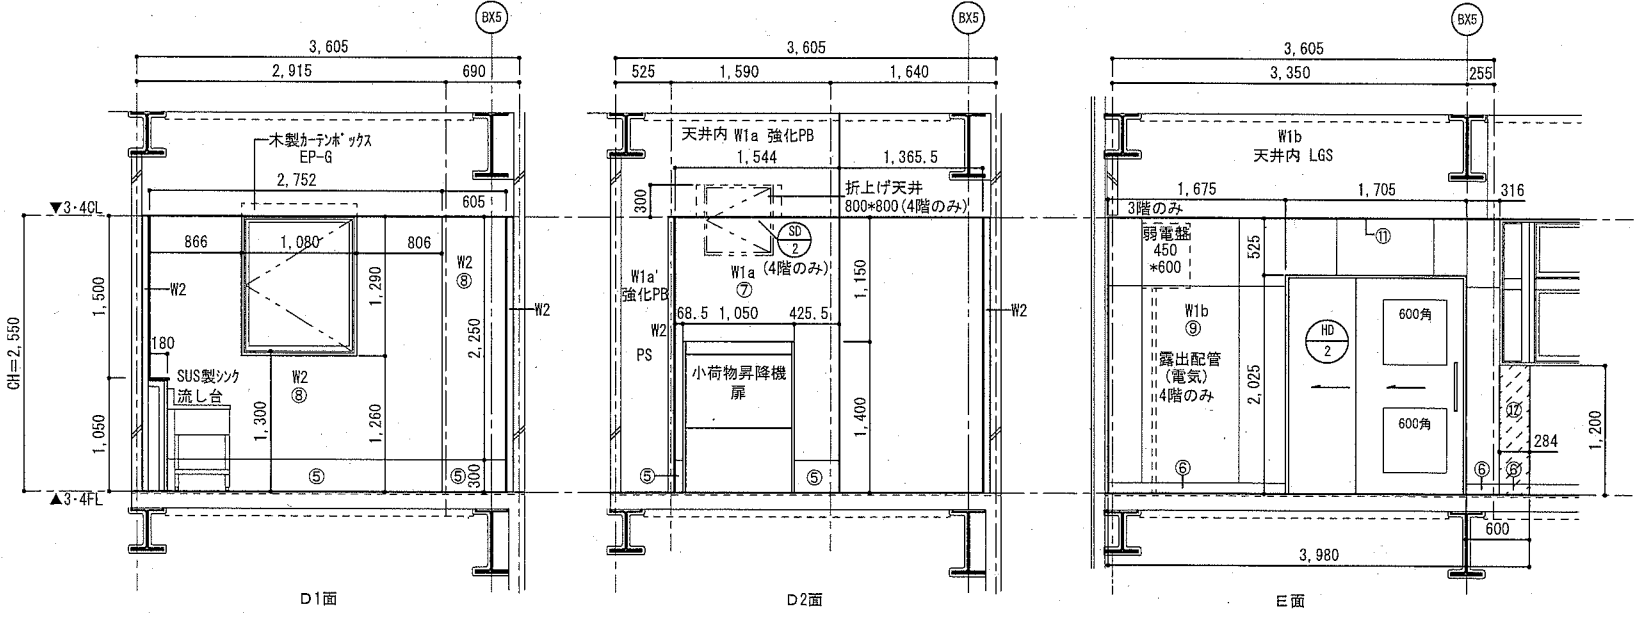 BX5
3,605
2,915
690
木製カーテンボックス
EP-G
2,752
605
▼3・4CL
866
1,080
806
W2
⑧
1,290
W2
W2
1,500
CH=2,550
180
2,250
SUS製シンク
流し台
W2
⑧
1,300
1,260
1,050
⑤
⑤
300
▲3・4FL
D1面
BX5
3,605
525
1,590
1,640
天井内 W1a 強化PB
1,544
1,365.5
300
折上げ天井
800*800(4階のみ)
SD
2
(4階のみ)
W1a'
強化PB
W1a
⑦
1,150
68.5
1,050
425.5
W2
W2
PS
小荷物昇降機
扉
1,400
⑤
⑤
D2面
BX5
3,605
3,350
255
W1b
天井内 LGS
1,675
1,705
316
3階のみ
弱電盤
450
*600
525
⑪
W1b
⑨
600角
HD
2
露出配管
(電気)
4階のみ
2,025
600角
⑫
1,200
284
⑥
⑥
⑥
600
3,980
E面